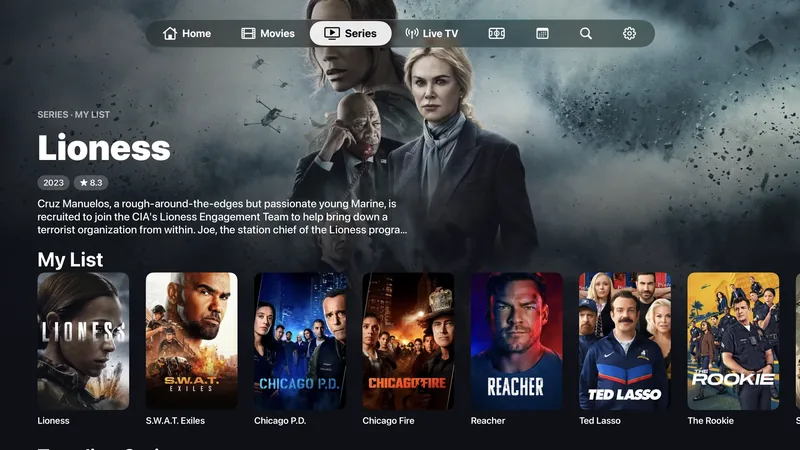 Home
Movies
Series
Live TV
SERIES · MY LIST
Lioness
2023
★ 8.3
Cruz Manuelos, a rough-around-the-edges but passionate young Marine, is
recruited to join the CIA's Lioness Engagement Team to help bring down a
terrorist organization from within. Joe, the station chief of the Lioness progra...
My List
LIONESS
S.W.A.T.
EXILES
CHICAGO P.D.
CHICAGO FIRE
REACHER
TED LASSO
THE ROOKIE
Lioness
S.W.A.T. Exiles
Chicago P.D.
Chicago Fire
Reacher
Ted Lasso
The Rookie